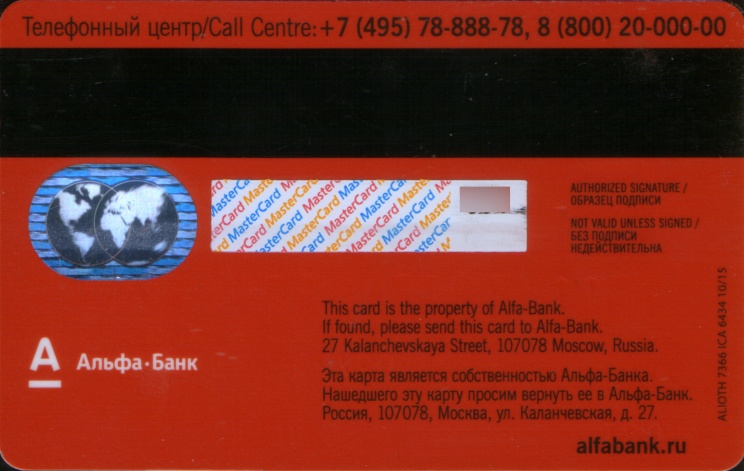 Телефонный центр/Call Centre: +7 (495) 78-888-78, 8 (800) 20-000-00
AUTHORIZED SIGNATURE /
ОБРАЗЕЦ ПОДПИСИ
NOT VALID UNLESS SIGNED /
БЕЗ ПОДПИСИ
НЕДЕЙСТВИТЕЛЬНА
MasterCard MasterCard MasterCard
This card is the property of Alfa-Bank.
If found, please send this card to Alfa-Bank.
27 Kalanchevskaya Street, 107078 Moscow, Russia.
А Альфа·Банк
Эта карта является собственностью Альфа-Банка.
Нашедшего эту карту просим вернуть ее в Альфа-Банк.
Россия, 107078, Москва, ул. Каланчевская, д. 27.
ALIOTH 7366 ICA 6434 10/15
alfabank.ru